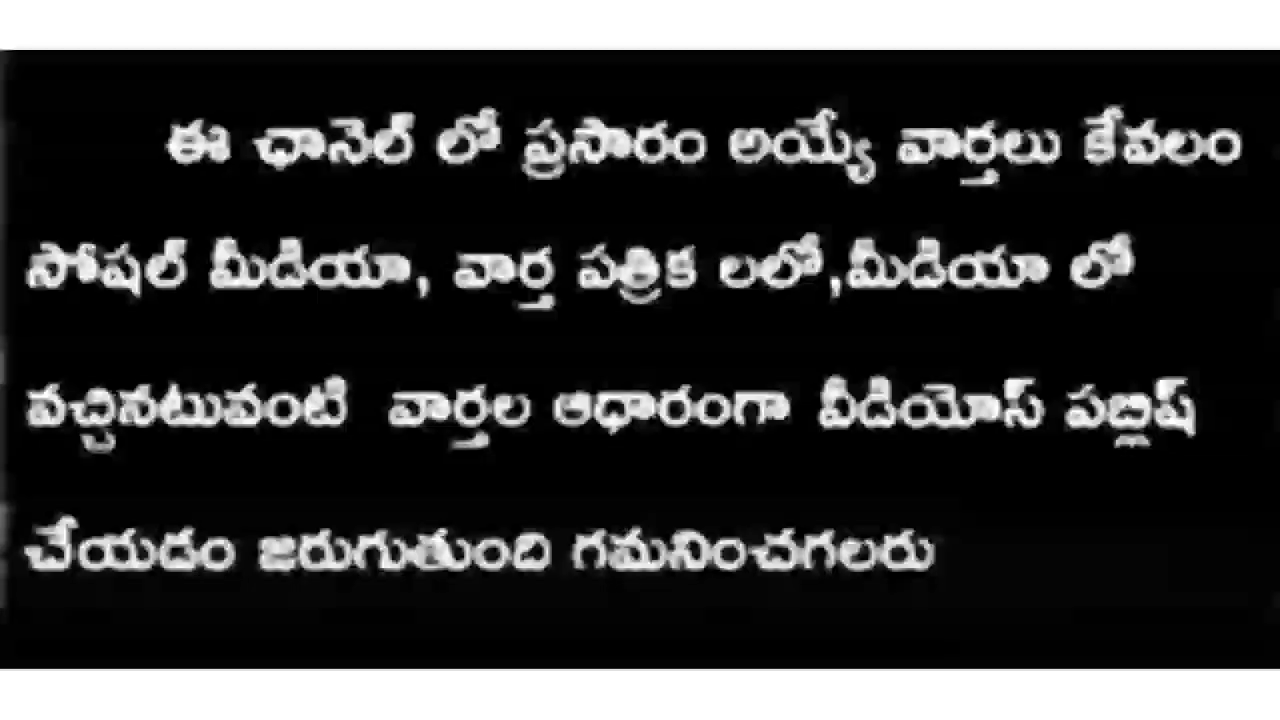 ఈ ఛానెల్ లో ప్రసారం అయ్యే వార్తలు కేవలం
సోషల్ మీడియా, వార్త పత్రిక లలో,మీడియా లో
వచ్చినటువంటి వార్తల ఆధారంగా వీడియోస్ పబ్లిష్
చేయడం జరుగుతుంది గమనించగలరు